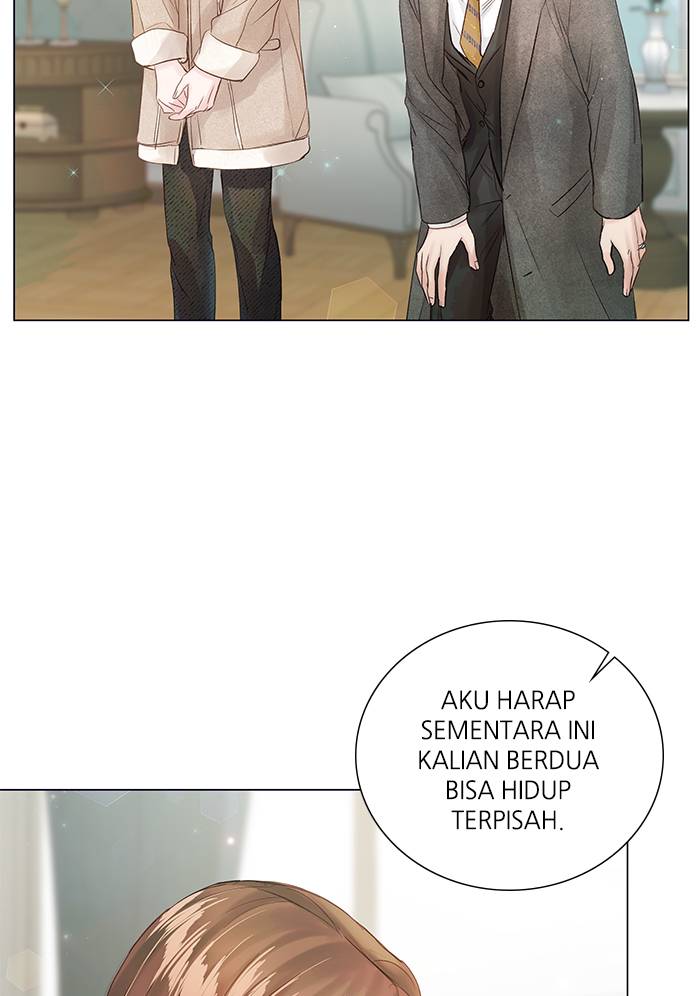 AKU HARAP
SEMENTARA INI
KALIAN BERDUA
BISA HIDUP
TERPISAH.